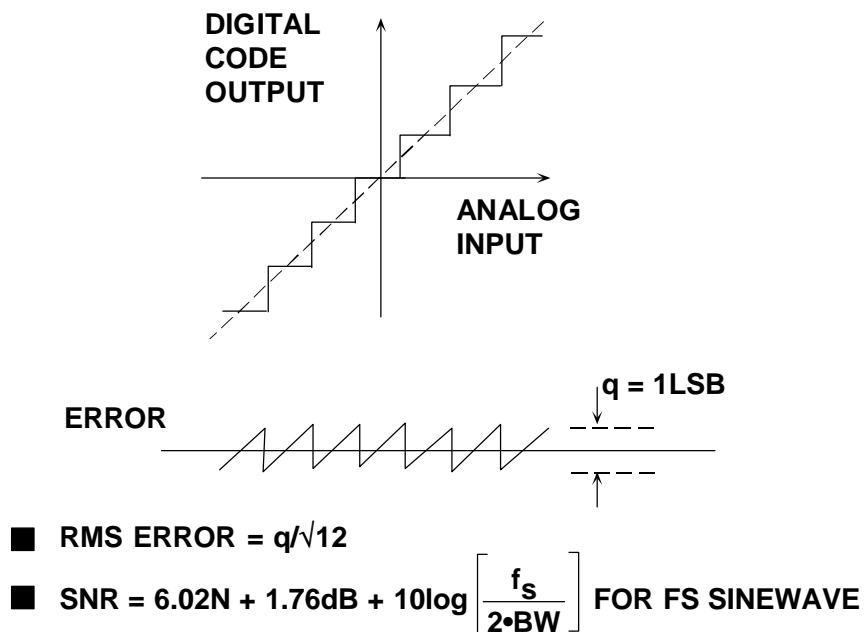 DIGITAL
CODE
OUTPUT
ANALOG
INPUT
q = 1LSB
ERROR
RMS ERROR = q/√12
SNR = 6.02N + 1.76dB + 10log [ fs / 2•BW ] FOR FS SINEWAVE